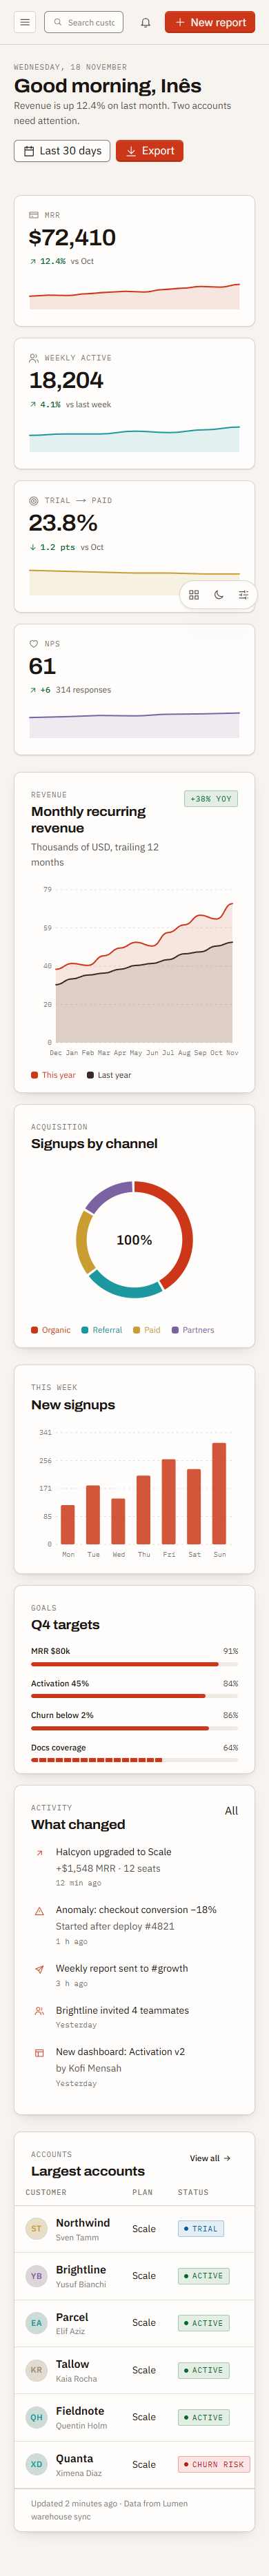 Search custo
New report
WEDNESDAY, 18 NOVEMBER
Good morning, Inês
Revenue is up 12.4% on last month. Two accounts
need attention.
Last 30 days
Export
MRR
$72,410
↗ 12.4% vs Oct
WEEKLY ACTIVE
18,204
↗ 4.1% vs last week
TRIAL → PAID
23.8%
↓ 1.2 pts vs Oct
NPS
61
↗ +6 314 responses
REVENUE
+38% YOY
Monthly recurring
revenue
Thousands of USD, trailing 12
months
79
59
40
20
0
Dec Jan Feb Mar Apr May Jun Jul Aug Sep Oct Nov
This year Last year
ACQUISITION
Signups by channel
100%
Organic Referral Paid Partners
THIS WEEK
New signups
341
256
171
85
0
Mon Tue Wed Thu Fri Sat Sun
GOALS
Q4 targets
MRR $80k 91%
Activation 45% 84%
Churn below 2% 86%
Docs coverage 64%
ACTIVITY
All
What changed
Halcyon upgraded to Scale
+$1,548 MRR · 12 seats
12 min ago
Anomaly: checkout conversion −18%
Started after deploy #4821
1 h ago
Weekly report sent to #growth
3 h ago
Brightline invited 4 teammates
Yesterday
New dashboard: Activation v2
by Kofi Mensah
Yesterday
ACCOUNTS
View all →
Largest accounts
CUSTOMER PLAN STATUS
ST Northwind Scale TRIAL
Sven Tamm
YB Brightline Scale ACTIVE
Yusuf Bianchi
EA Parcel Scale ACTIVE
Elif Aziz
KR Tallow Scale ACTIVE
Kaia Rocha
QH Fieldnote Scale ACTIVE
Quentin Holm
XD Quanta Scale CHURN RISK
Ximena Diaz
Updated 2 minutes ago · Data from Lumen
warehouse sync